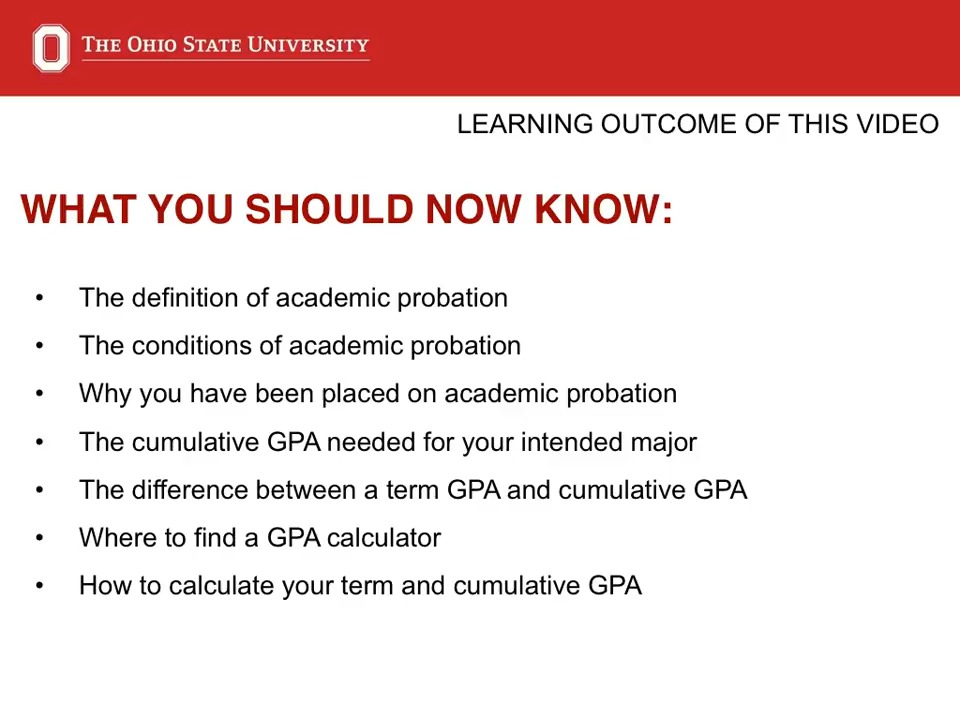 THE OHIO STATE UNIVERSITY
LEARNING OUTCOME OF THIS VIDEO
WHAT YOU SHOULD NOW KNOW:
• The definition of academic probation
• The conditions of academic probation
• Why you have been placed on academic probation
• The cumulative GPA needed for your intended major
• The difference between a term GPA and cumulative GPA
• Where to find a GPA calculator
• How to calculate your term and cumulative GPA